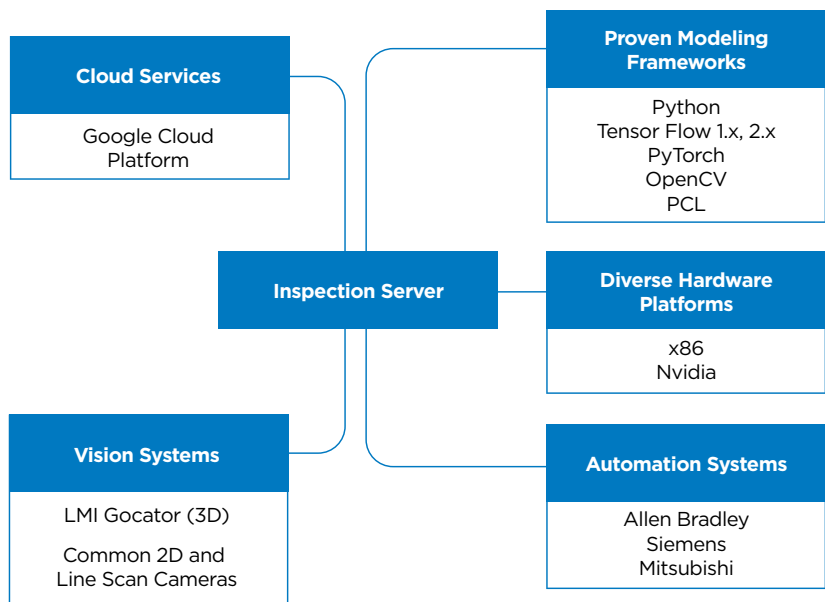 Cloud Services
Google Cloud
Platform
Proven Modeling
Frameworks
Python
Tensor Flow 1.x, 2.x
PyTorch
OpenCV
PCL
Inspection Server
Diverse Hardware
Platforms
x86
Nvidia
Vision Systems
LMI Gocator (3D)
Common 2D and
Line Scan Cameras
Automation Systems
Allen Bradley
Siemens
Mitsubishi